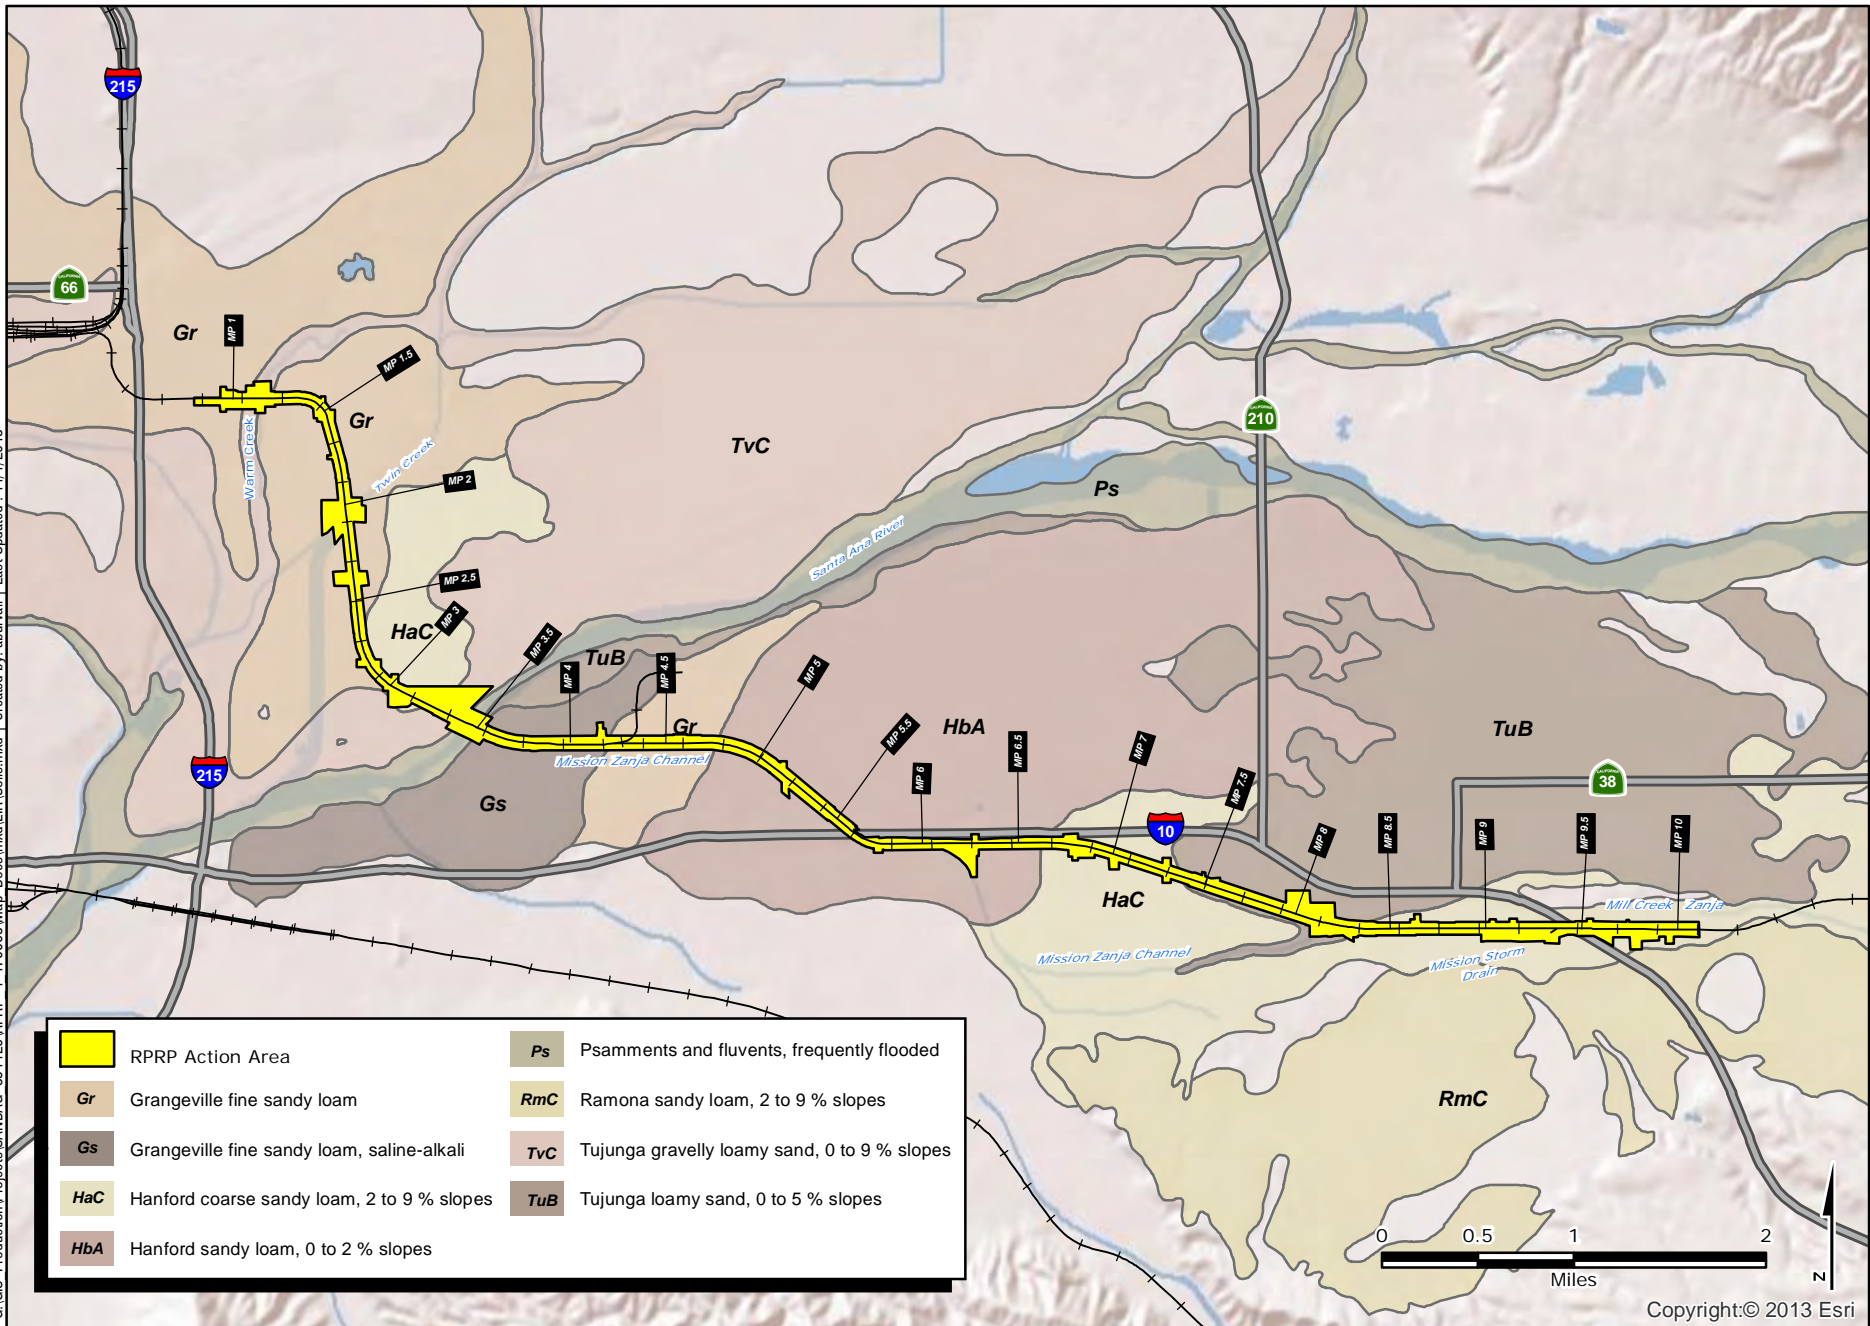 215
CALIFORNIA
66
Gr
MP 1
MP 1.5
Gr
Warm Creek
Twin Creek
MP 2
TvC
CALIFORNIA
210
Ps
Santa Ana River
MP 2.5
HaC
MP 3
MP 3.5
TuB
MP 4
MP 4.5
Gr
MP 5
MP 5.5
HbA
MP 6
MP 6.5
MP 7
MP 7.5
TuB
CALIFORNIA
38
215
Mission Zanja Channel
Gs
10
MP 8
MP 8.5
MP 9
MP 9.5
MP 10
HaC
Mill Creek Zanja
Mission Zanja Channel
Mission Storm
Drain
RmC
RPRP Action Area
Gr Grangeville fine sandy loam
Gs Grangeville fine sandy loam, saline-alkali
HaC Hanford coarse sandy loam, 2 to 9 % slopes
HbA Hanford sandy loam, 0 to 2 % slopes
Ps Psamments and fluvents, frequently flooded
RmC Ramona sandy loam, 2 to 9 % slopes
TvC Tujunga gravelly loamy sand, 0 to 9 % slopes
TuB Tujunga loamy sand, 0 to 5 % slopes
0 0.5 1 2
Miles
N
Copyright:© 2013 Esri